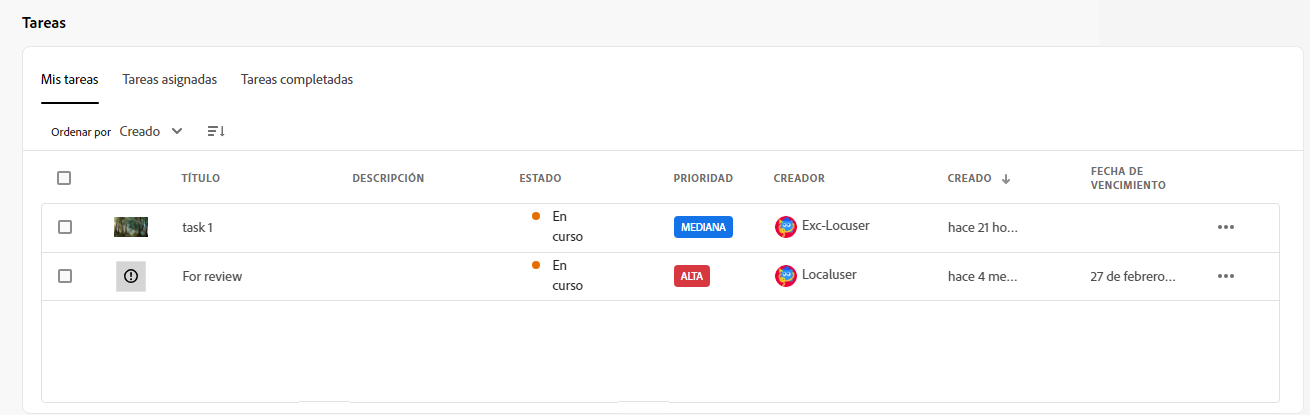 Tareas
Mis tareas Tareas asignadas Tareas completadas
Ordenar por Creado
TÍTULO DESCRIPCIÓN ESTADO PRIORIDAD CREADOR CREADO FECHA DE VENCIMIENTO
task 1 En curso MEDIANA Exc-Locuser hace 21 ho...
For review En curso ALTA Localuser hace 4 me... 27 de febrero...